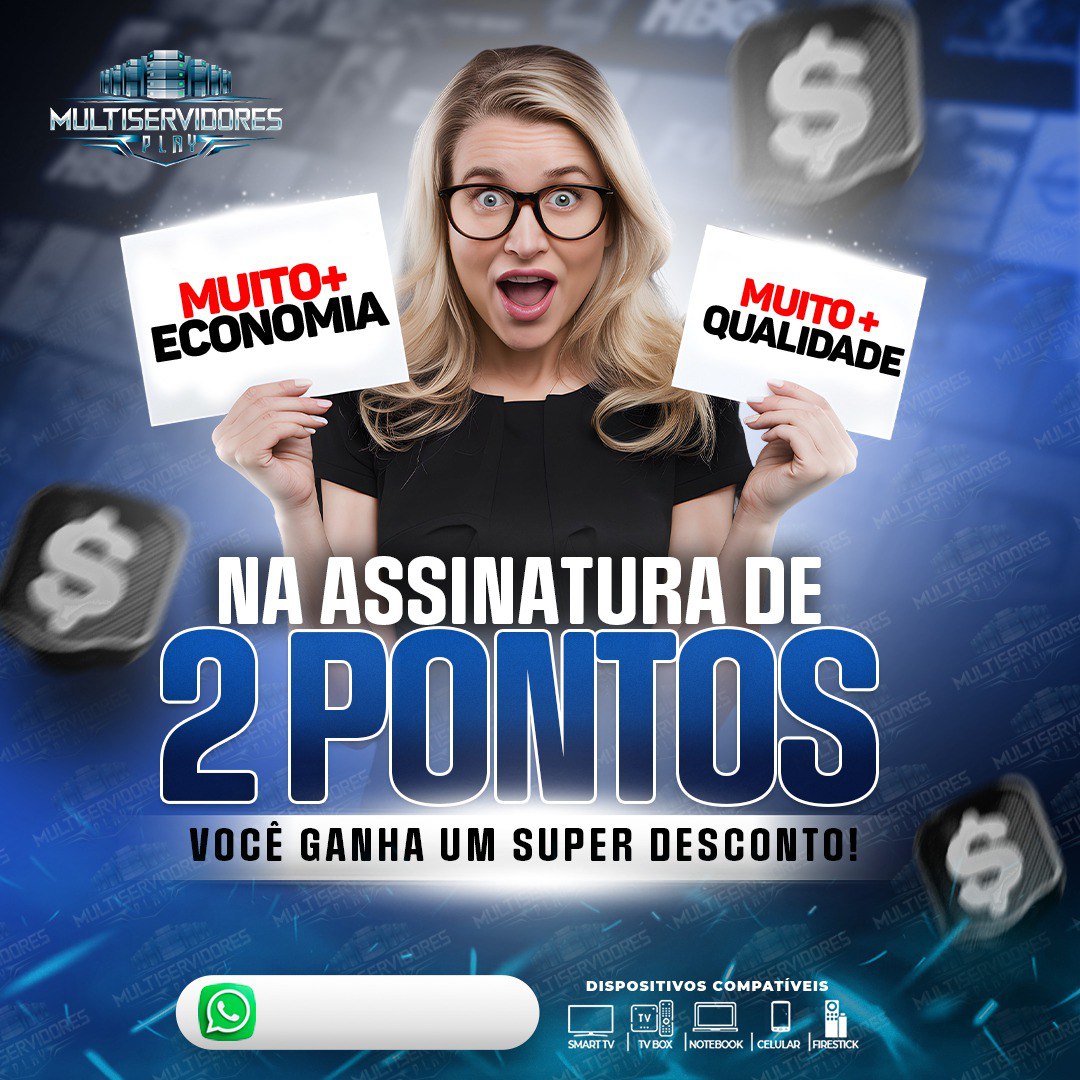 MULTISERVIDORES
PLAY
HBO
MUITO+
ECONOMIA
MUITO +
QUALIDADE
NA ASSINATURA DE
2 PONTOS
VOCÊ GANHA UM SUPER DESCONTO!
DISPOSITIVOS COMPATÍVEIS
TV
SMART TV | TV BOX | NOTEBOOK | CELULAR | FIRESTICK